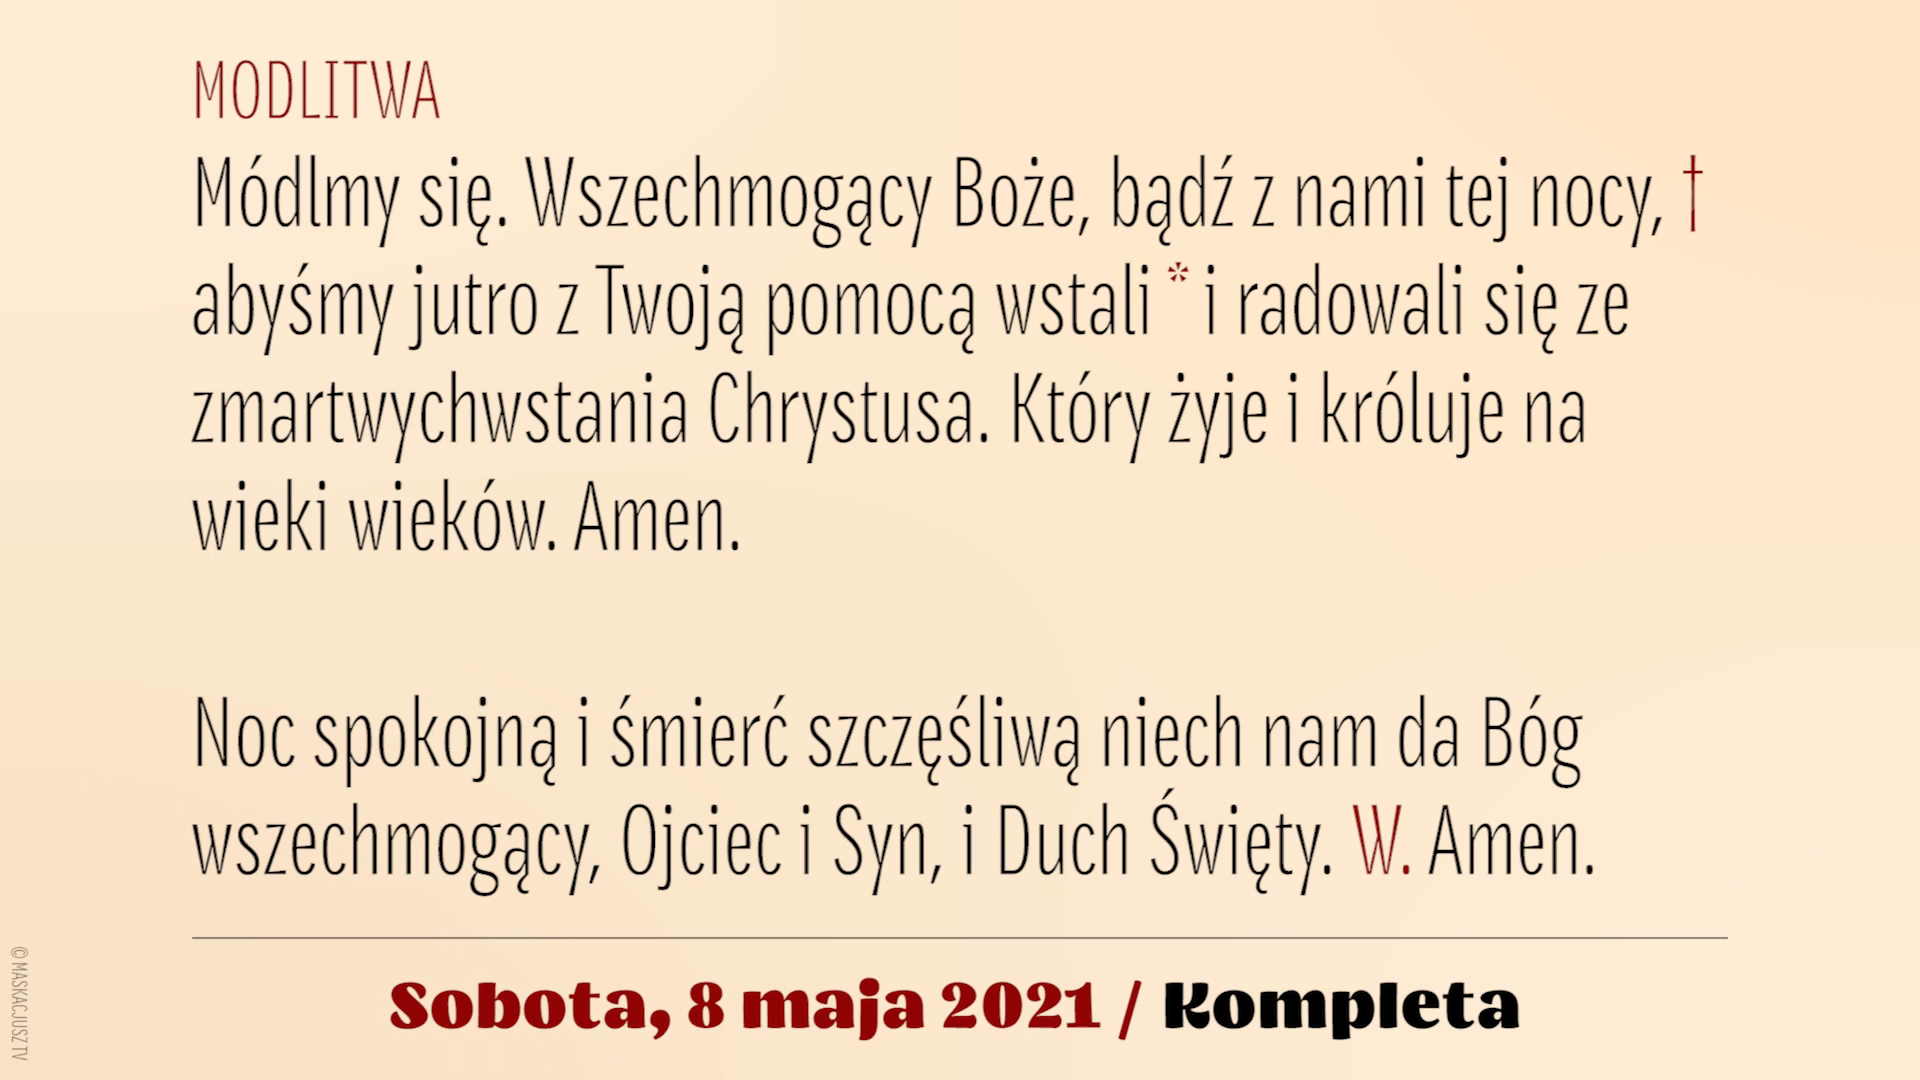 MODLITWA
Módlmy się. Wszechmogący Boże, bądź z nami tej nocy, †
abyśmy jutro z Twoją pomocą wstali * i radowali się ze
zmartwychwstania Chrystusa. Który żyje i króluje na
wieki wieków. Amen.
Noc spokojną i śmierć szczęśliwą niech nam da Bóg
wszechmogący, Ojciec i Syn, i Duch Święty. W. Amen.
Sobota, 8 maja 2021 / Kompleta
© MASKACJUSZ TV